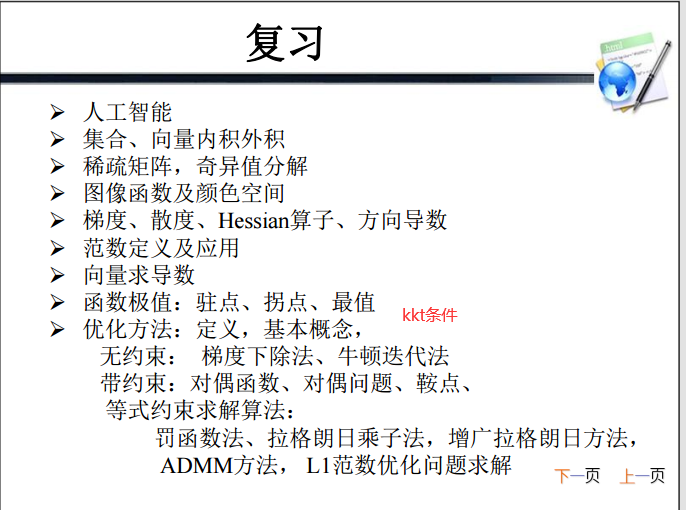 复习
html
人工智能
集合、向量内积外积
稀疏矩阵，奇异值分解
图像函数及颜色空间
梯度、散度、Hessian算子、方向导数
范数定义及应用
向量求导数
函数极值：驻点、拐点、最值
kkt条件
优化方法：定义，基本概念，
无约束： 梯度下除法、牛顿迭代法
带约束：对偶函数、对偶问题、鞍点、
等式约束求解算法：
罚函数法、拉格朗日乘子法，增广拉格朗日方法，
ADMM方法， L1范数优化问题求解
下一页 上一页